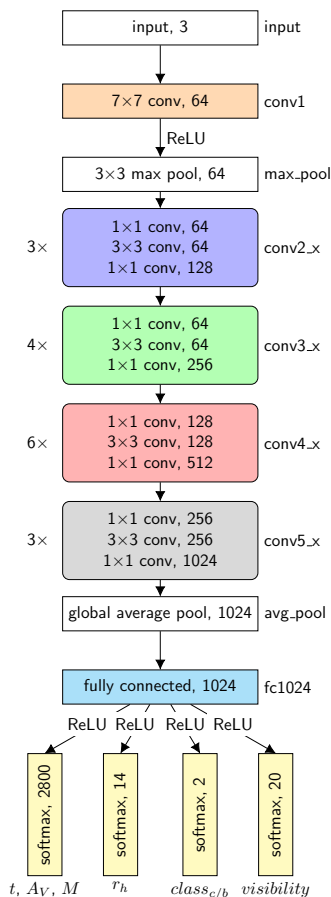 input, 3 input
7×7 conv, 64 conv1
ReLU
3×3 max pool, 64 max_pool
1×1 conv, 64
3× 3×3 conv, 64 conv2_x
1×1 conv, 128
1×1 conv, 64
4× 3×3 conv, 64 conv3_x
1×1 conv, 256
1×1 conv, 128
6× 3×3 conv, 128 conv4_x
1×1 conv, 512
1×1 conv, 256
3× 3×3 conv, 256 conv5_x
1×1 conv, 1024
global average pool, 1024 avg_pool
fully connected, 1024 fc1024
ReLU ReLU ReLU ReLU
softmax, 2800
softmax, 14
softmax, 2
softmax, 20
t, A_V, M r_h class_{c/b} visibility